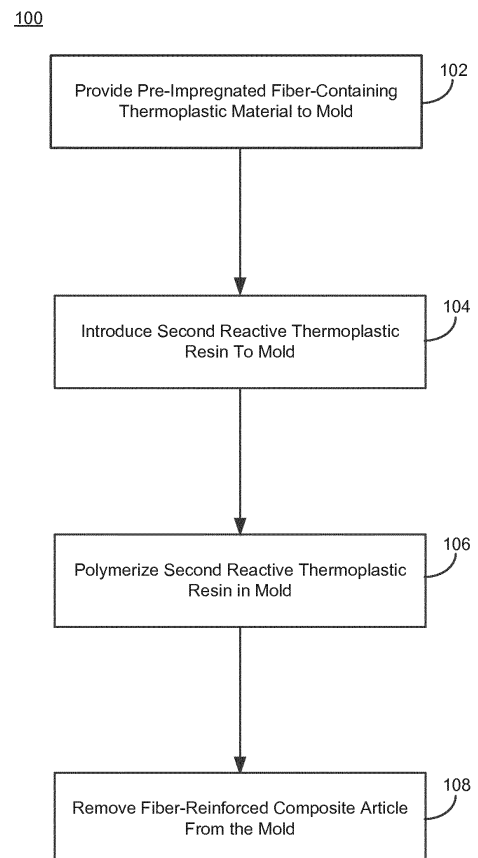 100
Provide Pre-Impregnated Fiber-Containing
Thermoplastic Material to Mold
102
Introduce Second Reactive Thermoplastic
Resin To Mold
104
Polymerize Second Reactive Thermoplastic
Resin in Mold
106
Remove Fiber-Reinforced Composite Article
From the Mold
108